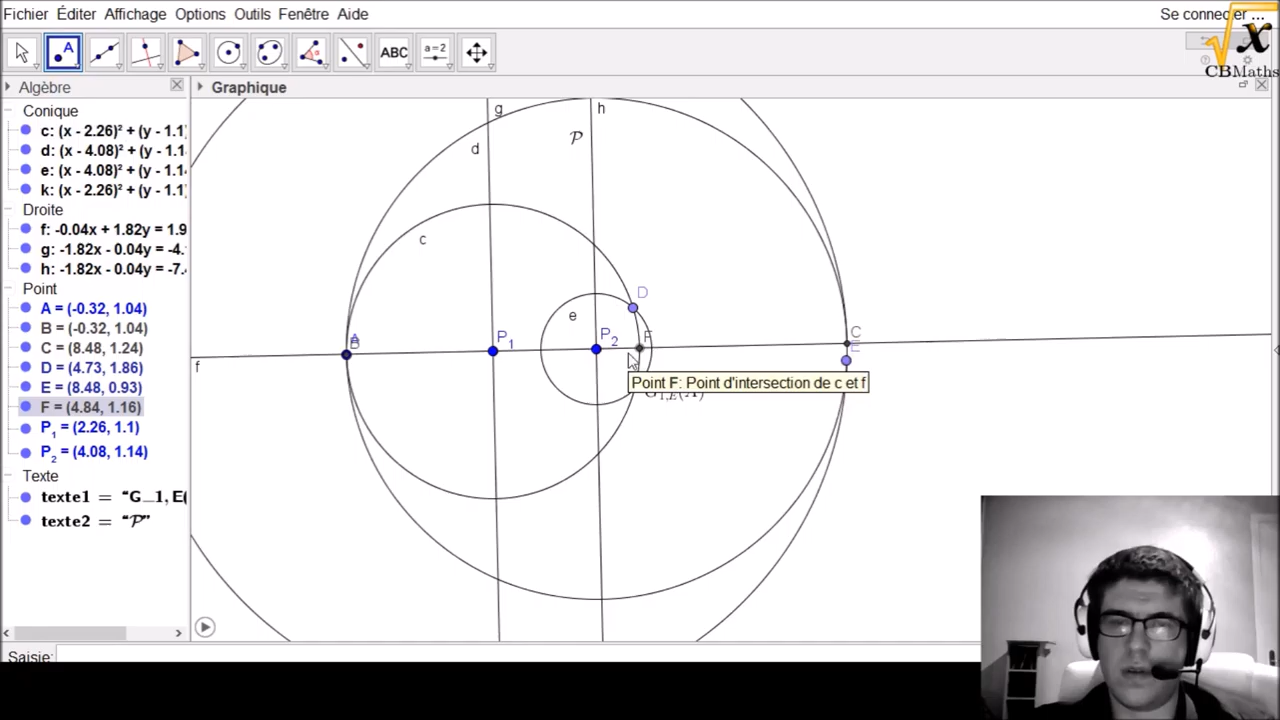 Fichier Éditer Affichage Options Outils Fenêtre Aide
Se connecter ...
A
ABC
a=2
x
CBMaths
Algèbre
Graphique
Conique
c: (x - 2.26)² + (y - 1.1)
d: (x - 4.08)² + (y - 1.1
e: (x - 4.08)² + (y - 1.14
k: (x - 2.26)² + (y - 1.1)
Droite
f: -0.04x + 1.82y = 1.9
g: -1.82x - 0.04y = -4.
h: -1.82x - 0.04y = -7.
Point
A = (-0.32, 1.04)
B = (-0.32, 1.04)
C = (8.48, 1.24)
D = (4.73, 1.86)
E = (8.48, 0.93)
F = (4.84, 1.16)
P₁ = (2.26, 1.1)
P₂ = (4.08, 1.14)
Texte
texte1 = "G_1, E(
texte2 = "𝒫"
g
h
𝒫
d
c
D
e
A
B
P₁
P₂
F
C
E
f
Point F: Point d'intersection de c et f
Saisie: